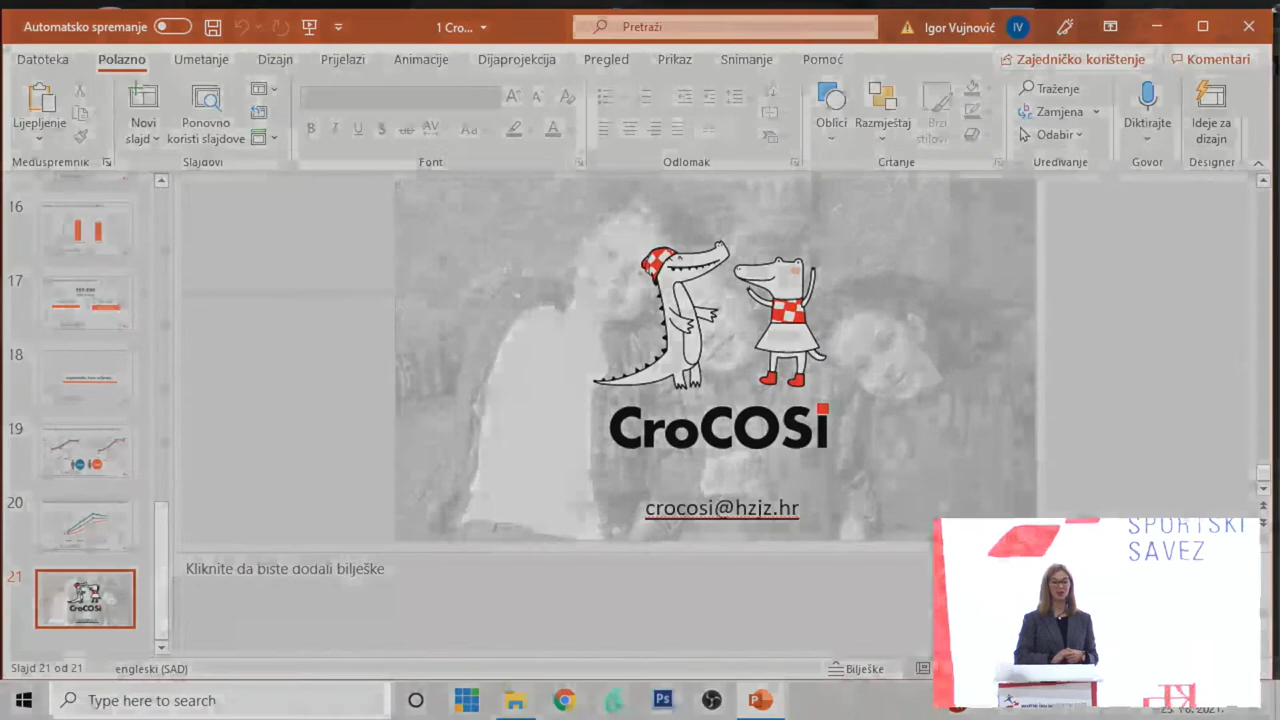 Automatsko spremanje
1 Cro...
Pretraži
Igor Vujnović IV
Datoteka Polazno Umetanje Dizajn Prijelazi Animacije Dijaprojekcija Pregled Prikaz Snimanje Pomoć
Zajedničko korištenje Komentari
Lijepljenje
Novi
slajd
Ponovno
koristi slajdove
Oblici
Razmještaj
Brzi
stilovi
Traženje
Zamjena
Odabir
Diktirajte
Ideje za
dizajn
Međuspremnik Slajdovi Font Odlomak Crtanje Uređivanje Govor Designer
16
17
18
19
20
21
CroCOSi
CroCOSi
crocosi@hzjz.hr
Kliknite da biste dodali bilješke
SPORTSKI
SAVEZ
Slajd 21 od 21
engleski (SAD)
Bilješke
Type here to search
Ps